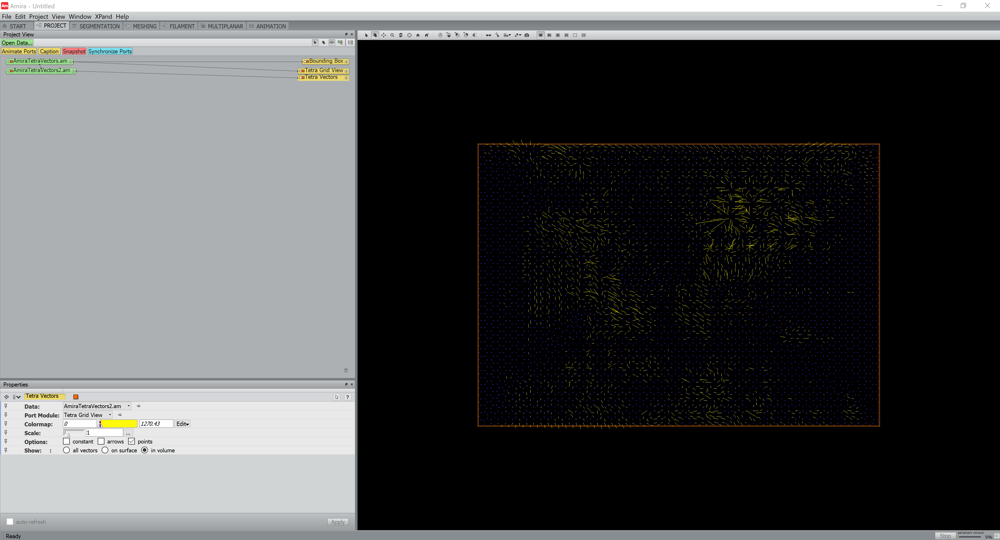 Am Amira - Untitled
File Edit Project View Window XPand Help
START PROJECT SEGMENTATION MESHING FILAMENT MULTIPLANAR ANIMATION
Project View
Open Data...
Animate Ports Caption Snapshot Synchronize Ports
AmiraTetraVectors.am Bounding Box
AmiraTetraVectors2.am Tetra Grid View
Tetra Vectors
Properties
Tetra Vectors ?
Data: AmiraTetraVectors2.am
Port Module: Tetra Grid View
Colormap: 0 1270.43 Edit
Scale: 1 ...
Options: constant arrows points
Show: : all vectors on surface in volume
auto-refresh Apply
Ready Stop MEMORY USAGE 5%